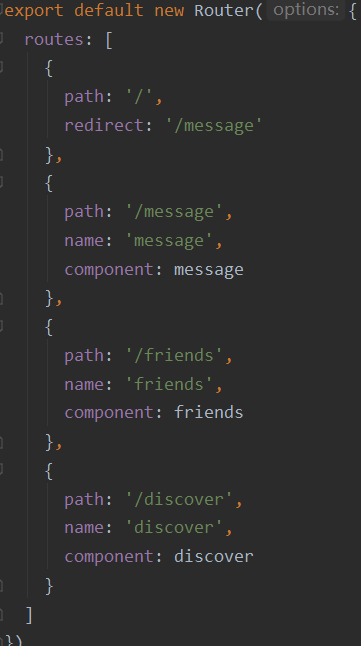 export default new Router( options: {
  routes: [
    {
      path: '/',
      redirect: '/message'
    },
    {
      path: '/message',
      name: 'message',
      component: message
    },
    {
      path: '/friends',
      name: 'friends',
      component: friends
    },
    {
      path: '/discover',
      name: 'discover',
      component: discover
    }
  ]
})